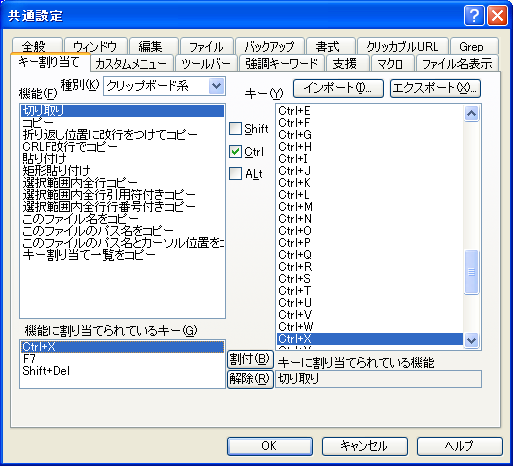 共通設定
全般 ウィンドウ 編集 ファイル バックアップ 書式 クリッカブルURL Grep
キー割り当て カスタムメニュー ツールバー 強調キーワード 支援 マクロ ファイル名表示
種別(K) クリップボード系
機能(F)
切り取り
コピー
折り返し位置に改行をつけてコピー
CRLF改行でコピー
貼り付け
矩形貼り付け
選択範囲内全行コピー
選択範囲内全行引用符付きコピー
選択範囲内全行行番号付きコピー
このファイル名をコピー
このファイルのパス名をコピー
このファイルのパス名とカーソル位置をコ
キー割り当て一覧をコピー
Shift
Ctrl
ALt
キー(Y) インポート(I)... エクスポート(X)...
Ctrl+E
Ctrl+F
Ctrl+G
Ctrl+H
Ctrl+I
Ctrl+J
Ctrl+K
Ctrl+L
Ctrl+M
Ctrl+N
Ctrl+O
Ctrl+P
Ctrl+Q
Ctrl+R
Ctrl+S
Ctrl+T
Ctrl+U
Ctrl+V
Ctrl+W
Ctrl+X
機能に割り当てられているキー(G)
Ctrl+X
F7
Shift+Del
割付(B)
解除(R)
キーに割り当てられている機能
切り取り
OK キャンセル ヘルプ